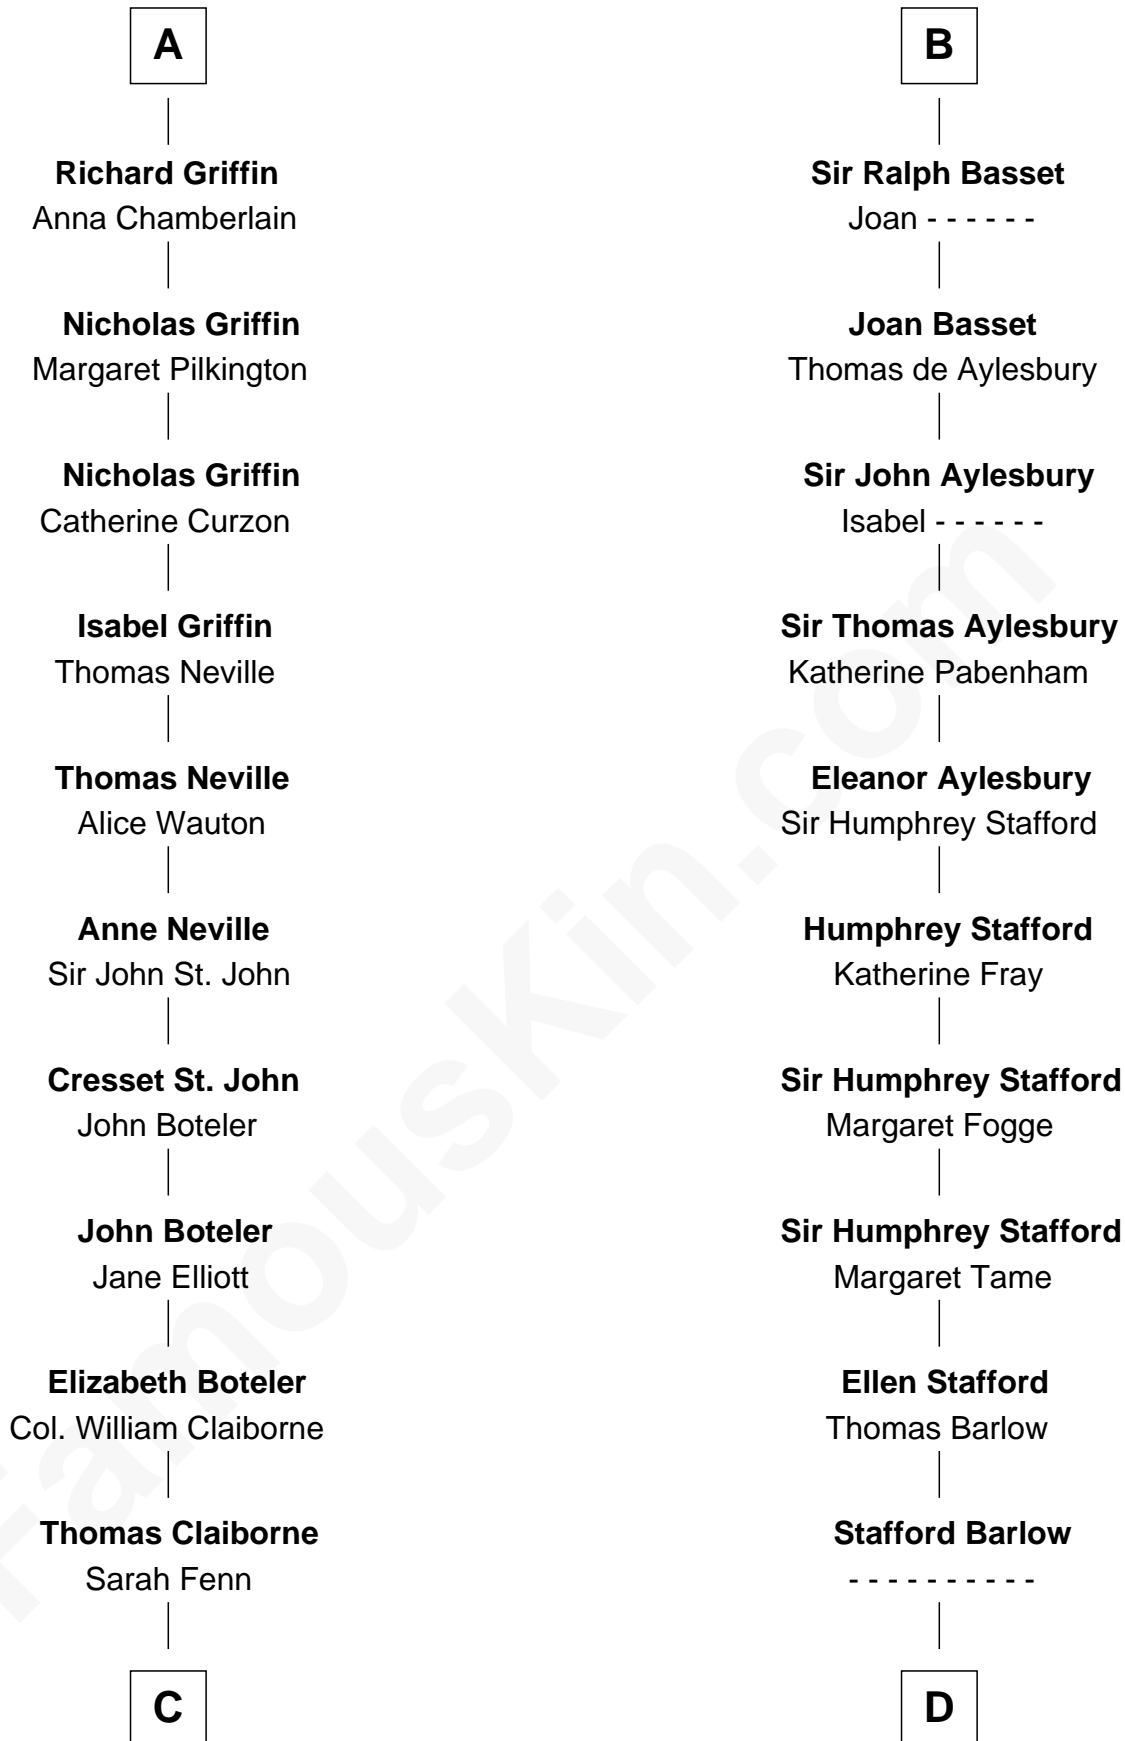 A
Richard Griffin
Anna Chamberlain
Nicholas Griffin
Margaret Pilkington
Nicholas Griffin
Catherine Curzon
Isabel Griffin
Thomas Neville
Thomas Neville
Alice Wauton
Anne Neville
Sir John St. John
Cresset St. John
John Boteler
John Boteler
Jane Elliott
Elizabeth Boteler
Col. William Claiborne
Thomas Claiborne
Sarah Fenn
C
B
Sir Ralph Basset
Joan - - - - - -
Joan Basset
Thomas de Aylesbury
Sir John Aylesbury
Isabel - - - - - -
Sir Thomas Aylesbury
Katherine Pabenham
Eleanor Aylesbury
Sir Humphrey Stafford
Humphrey Stafford
Katherine Fray
Sir Humphrey Stafford
Margaret Fogge
Sir Humphrey Stafford
Margaret Tame
Ellen Stafford
Thomas Barlow
Stafford Barlow
- - - - - - - - - -
D
FamousKin.com